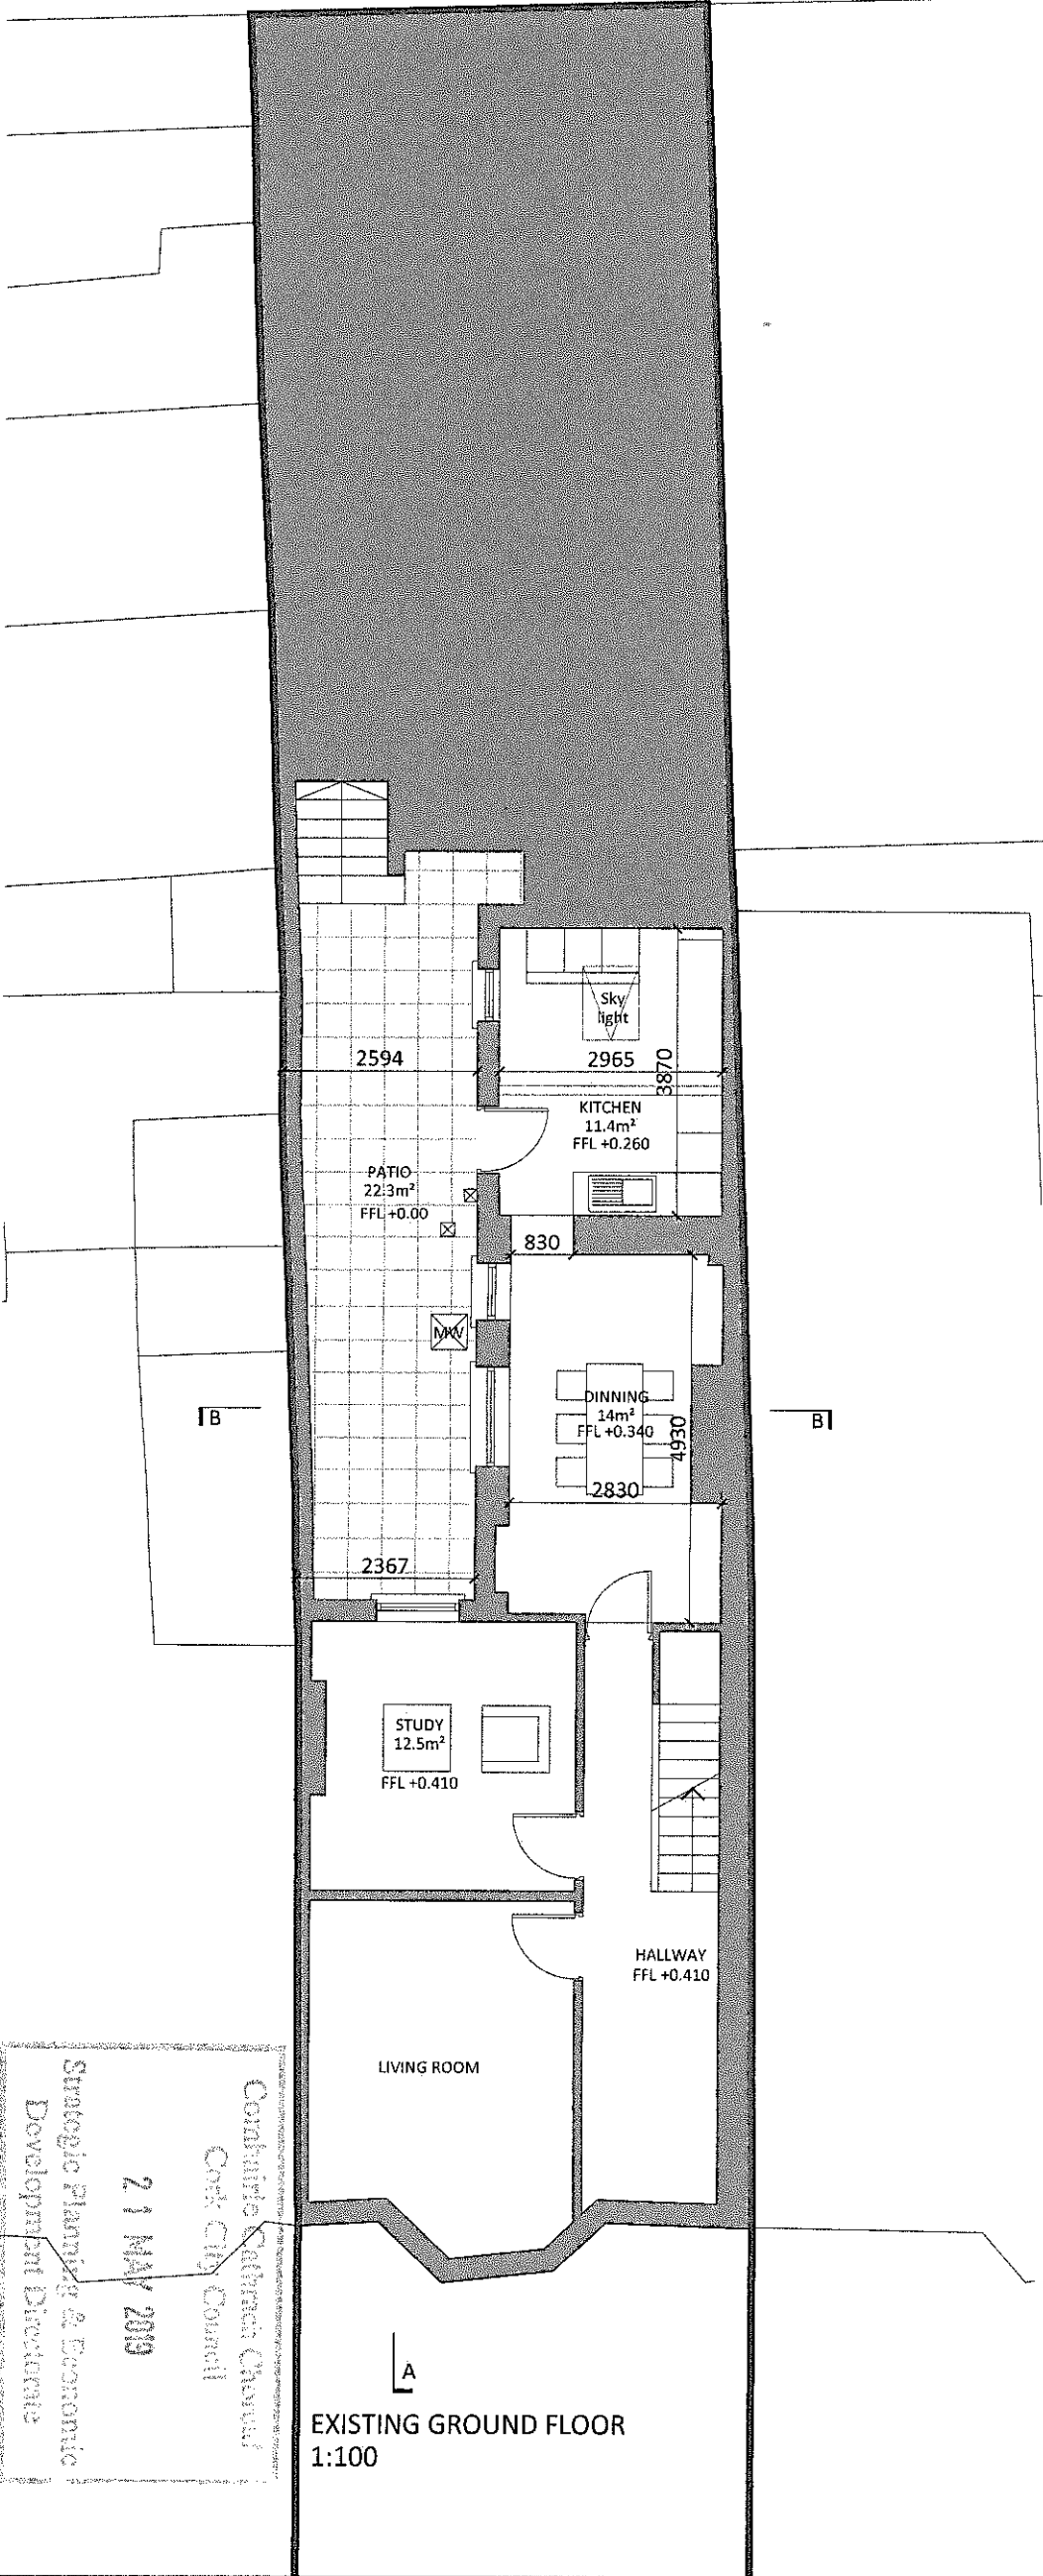 Sky
light
2594
2965
3870
KITCHEN
11.4m²
FFL +0.260
PATIO
22.3m²
FFL +0.00
830
MW
DINNING
14m²
FFL +0.340
4930
B
B
2830
2367
STUDY
12.5m²
FFL +0.410
HALLWAY
FFL +0.410
LIVING ROOM
Comhairle Cathrach Chorcaí
Cork City Council
21 MAY 2019
Strategic Planning & Economic
Development Directorate
A
EXISTING GROUND FLOOR
1:100